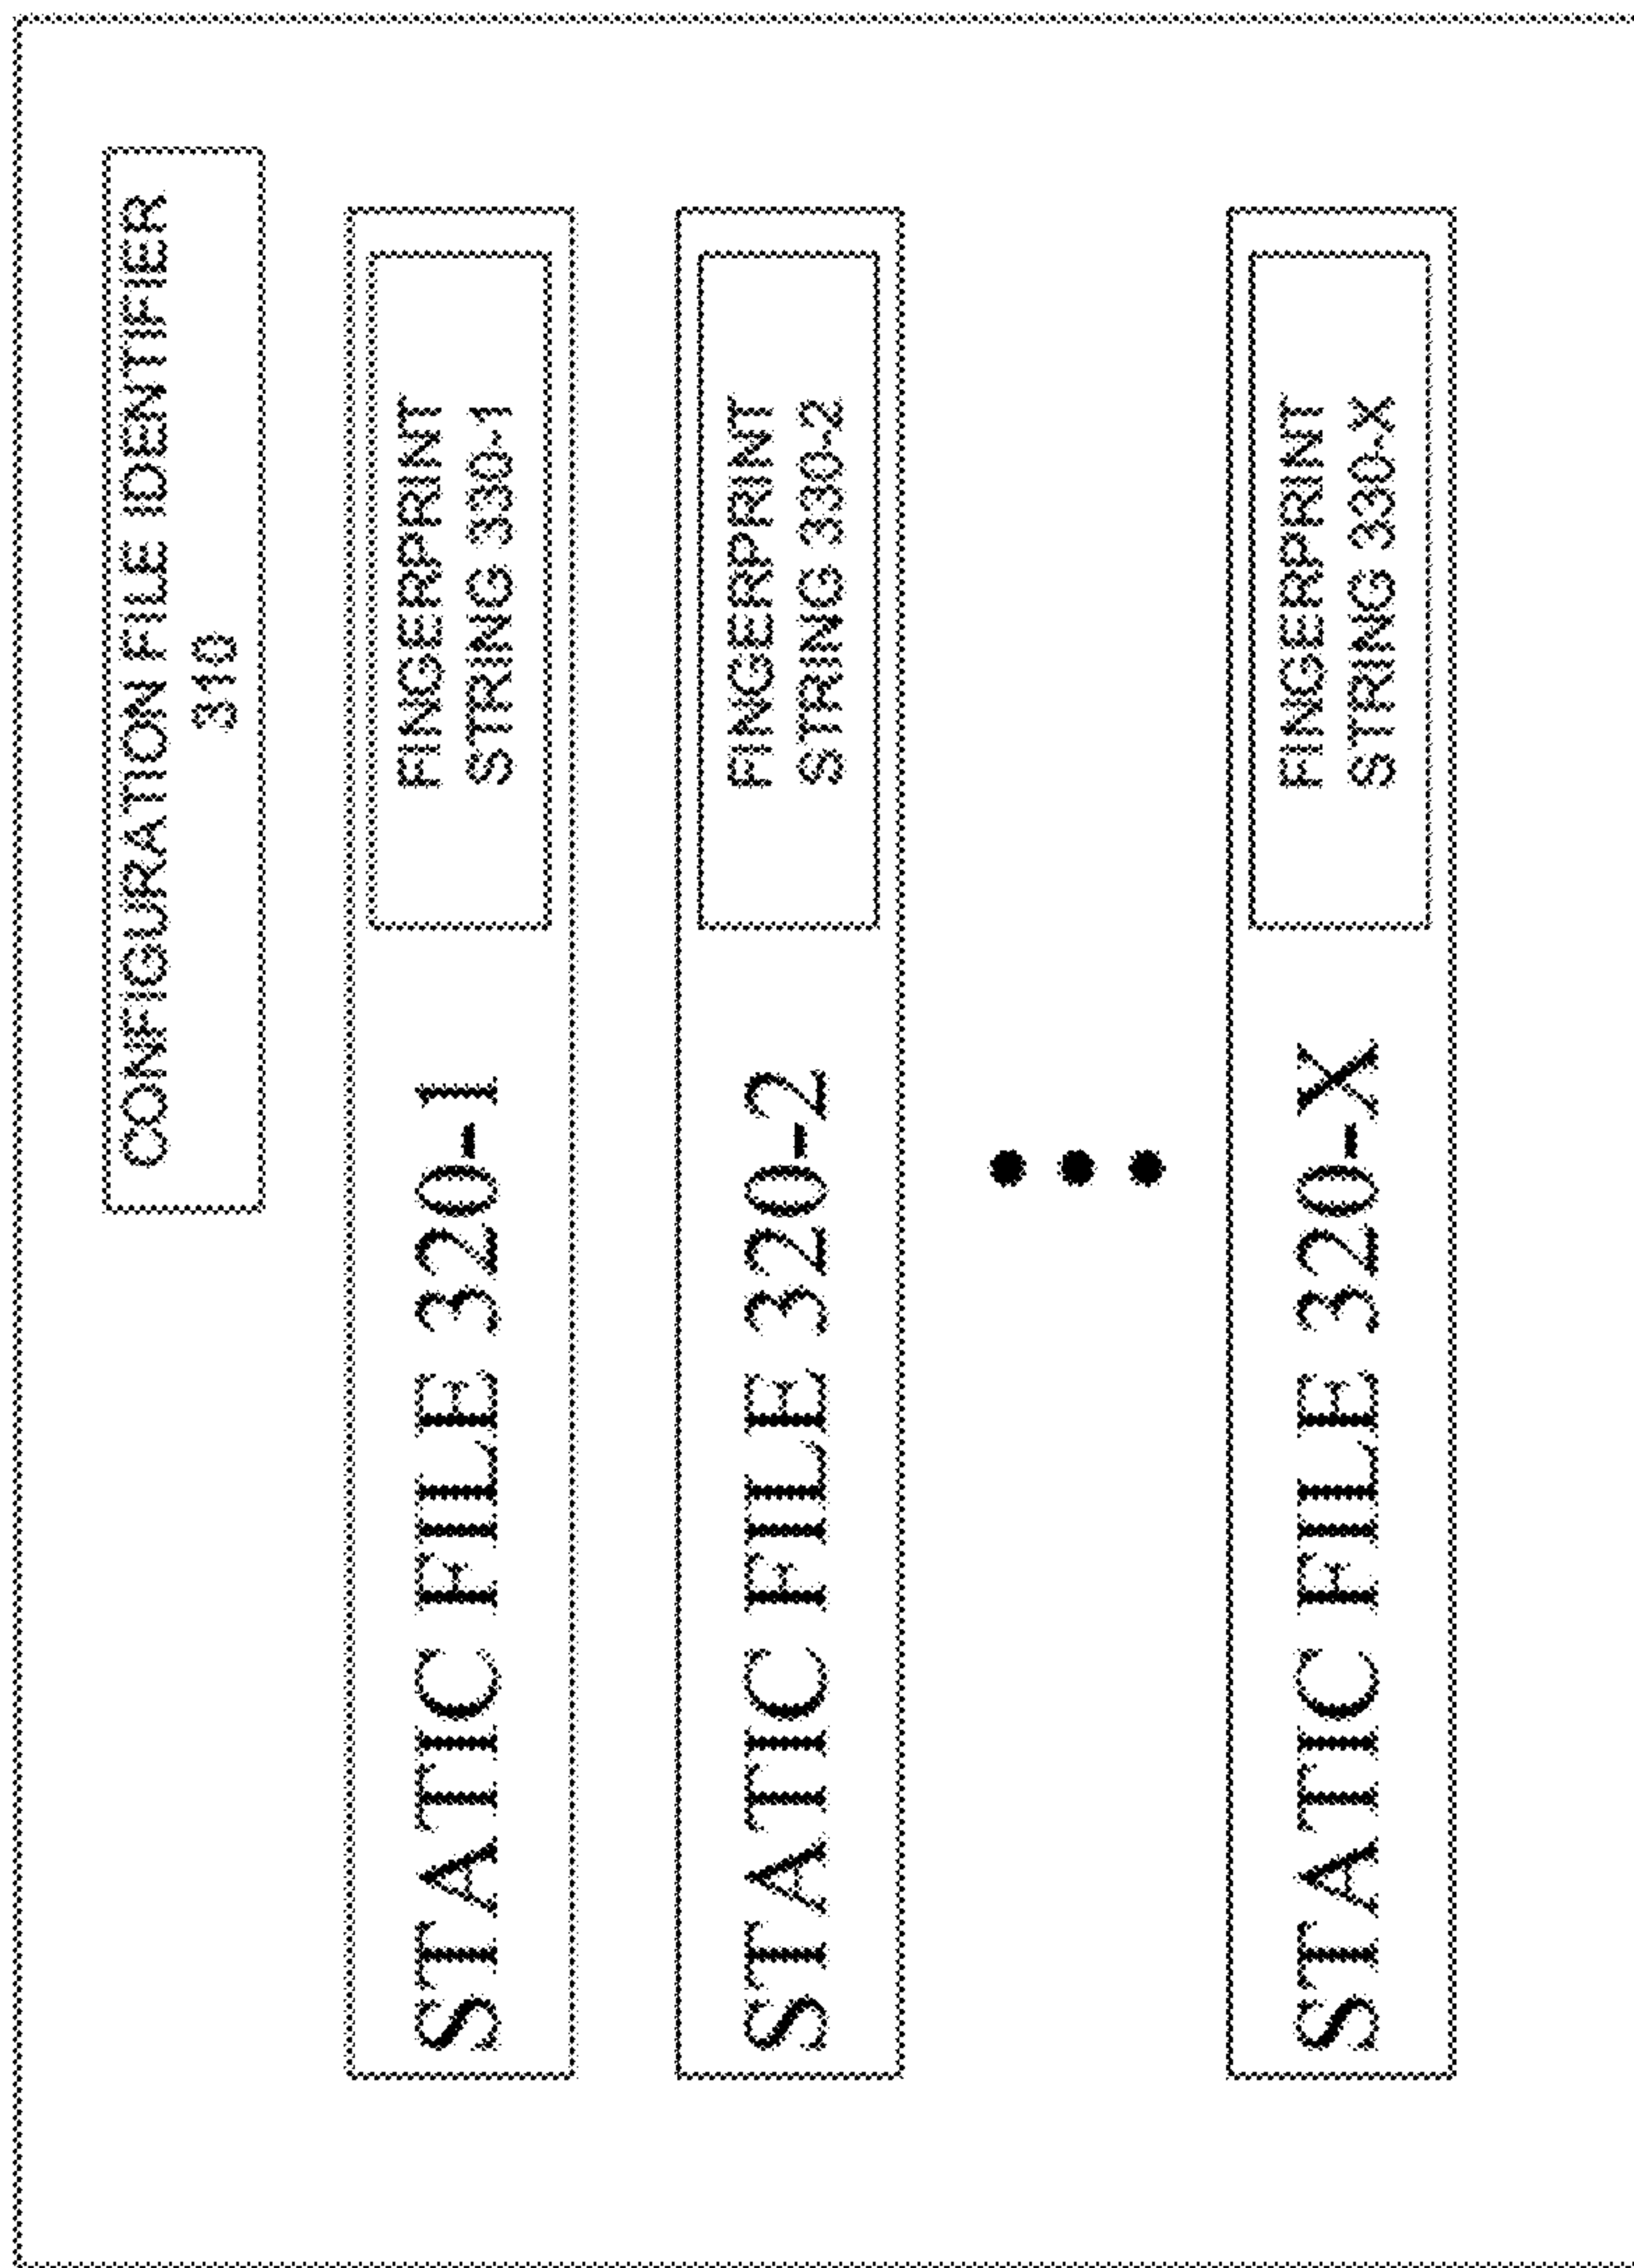 CONFIGURATION FILE IDENTIFIER
310
STATIC FILE 320-1
FINGERPRINT
STRING 330-1
STATIC FILE 320-2
FINGERPRINT
STRING 330-2
STATIC FILE 320-X
FINGERPRINT
STRING 330-X